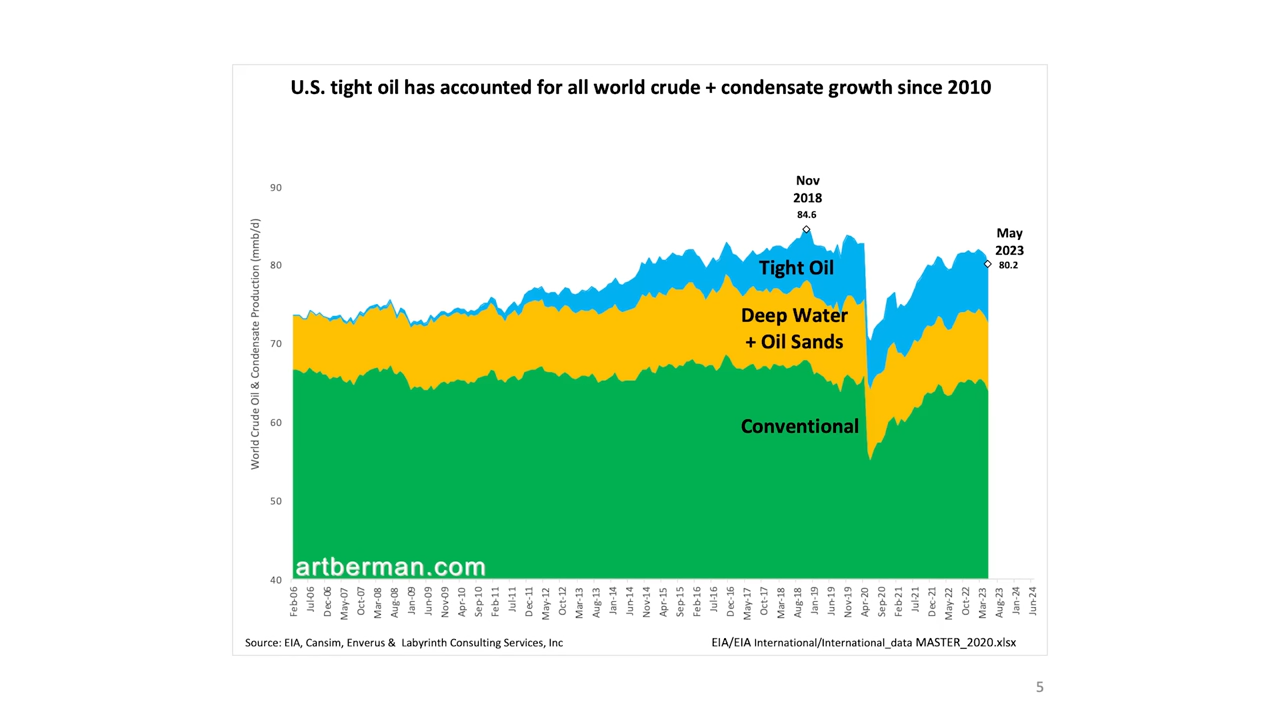 U.S. tight oil has accounted for all world crude + condensate growth since 2010
Nov
2018
84.6
May
2023
80.2
World Crude Oil & Condensate Production (mmb/d)
90
80
70
60
50
40
Tight Oil
Deep Water
+ Oil Sands
Conventional
artberman.com
Feb-06
Jul-06
Dec-06
May-07
Oct-07
Mar-08
Aug-08
Jan-09
Jun-09
Nov-09
Apr-10
Sep-10
Feb-11
Jul-11
Dec-11
May-12
Oct-12
Mar-13
Aug-13
Jan-14
Jun-14
Nov-14
Apr-15
Sep-15
Feb-16
Jul-16
Dec-16
May-17
Oct-17
Mar-18
Aug-18
Jan-19
Jun-19
Nov-19
Apr-20
Sep-20
Feb-21
Jul-21
Dec-21
May-22
Oct-22
Mar-23
Aug-23
Jan-24
Jun-24
Source: EIA, Cansim, Enverus & Labyrinth Consulting Services, Inc
EIA/EIA International/International_data MASTER_2020.xlsx
5